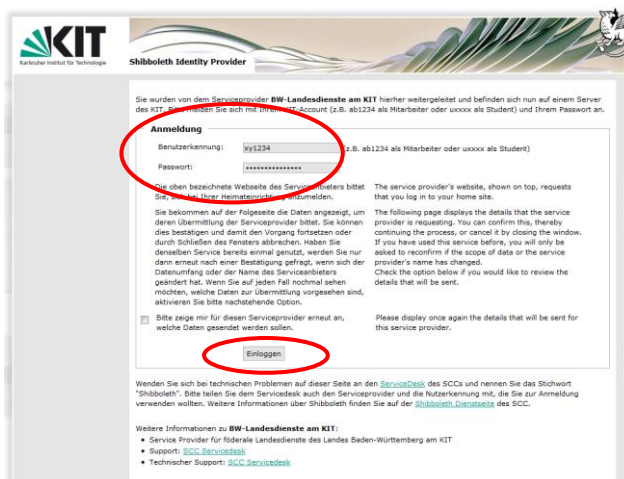 KIT
Karlsruher Institut für Technologie
Shibboleth Identity Provider
Sie wurden von dem Serviceprovider BW-Landesdienste am KIT hierher weitergeleitet und befinden sich nun auf einem Server
des KIT. Bitte melden Sie sich mit Ihrem KIT-Account (z.B. ab1234 als Mitarbeiter oder uxxxx als Student) und Ihrem Passwort an.
Anmeldung
Benutzerkennung: xy1234 (z.B. ab1234 als Mitarbeiter oder uxxxx als Student)
Passwort: •••••••••••••••
Die oben bezeichnete Webseite des Serviceanbieters bittet
Sie, sich bei Ihrer Heimateinrichtung anzumelden.
Sie bekommen auf der Folgeseite die Daten angezeigt, um
deren Übermittlung der Serviceprovider bittet. Sie können
dies bestätigen und damit den Vorgang fortsetzen oder
durch Schließen des Fensters abbrechen. Haben Sie
denselben Service bereits einmal genutzt, werden Sie nur
dann erneut nach einer Bestätigung gefragt, wenn sich der
Datenumfang oder der Name des Serviceanbieters
geändert hat. Wenn Sie auf jeden Fall nochmal sehen
möchten, welche Daten zur Übermittlung vorgesehen sind,
aktivieren Sie bitte nachstehende Option.
The service provider's website, shown on top, requests
that you log in to your home site.
The following page displays the details that the service
provider is requesting. You can confirm this, thereby
continuing the process, or cancel it by closing the window.
If you have used this service before, you will only be
asked to reconfirm if the scope of data or the service
provider's name has changed.
Check the option below if you would like to review the
details that will be sent.
Bitte zeige mir für diesen Serviceprovider erneut an,
welche Daten gesendet werden sollen.
Please display once again the details that will be sent for
this service provider.
Einloggen
Wenden Sie sich bei technischen Problemen auf dieser Seite an den ServiceDesk des SCCs und nennen Sie das Stichwort
"Shibboleth". Bitte teilen Sie dem Servicedesk auch den Serviceprovider und die Nutzerkennung mit, die Sie zur Anmeldung
verwenden wollten. Weitere Informationen über Shibboleth finden Sie auf der Shibboleth Dienstseite des SCC.
Weitere Informationen zu BW-Landesdienste am KIT:
• Service Provider für föderale Landesdienste des Landes Baden-Württemberg am KIT
• Support: SCC Servicedesk
• Technischer Support: SCC Servicedesk